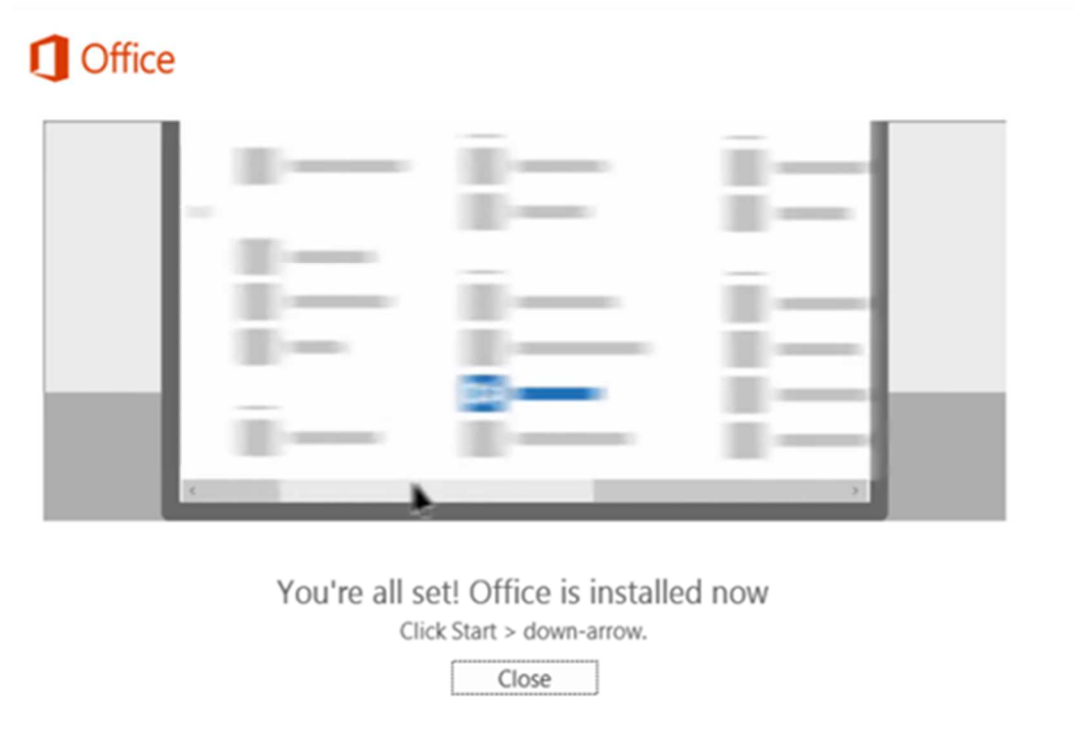 Office
You're all set! Office is installed now
Click Start > down-arrow.
Close